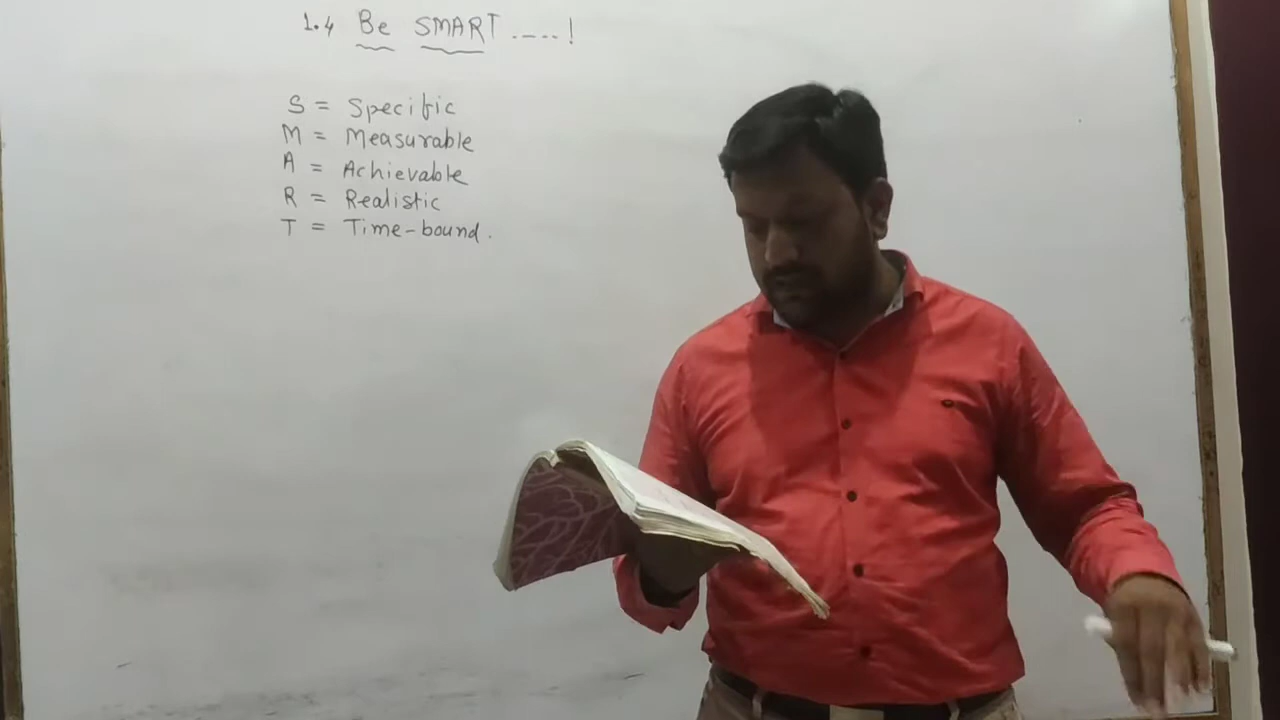 1.4 Be SMART .....!
S = Specific
M = Measurable
A = Achievable
R = Realistic
T = Time-bound.